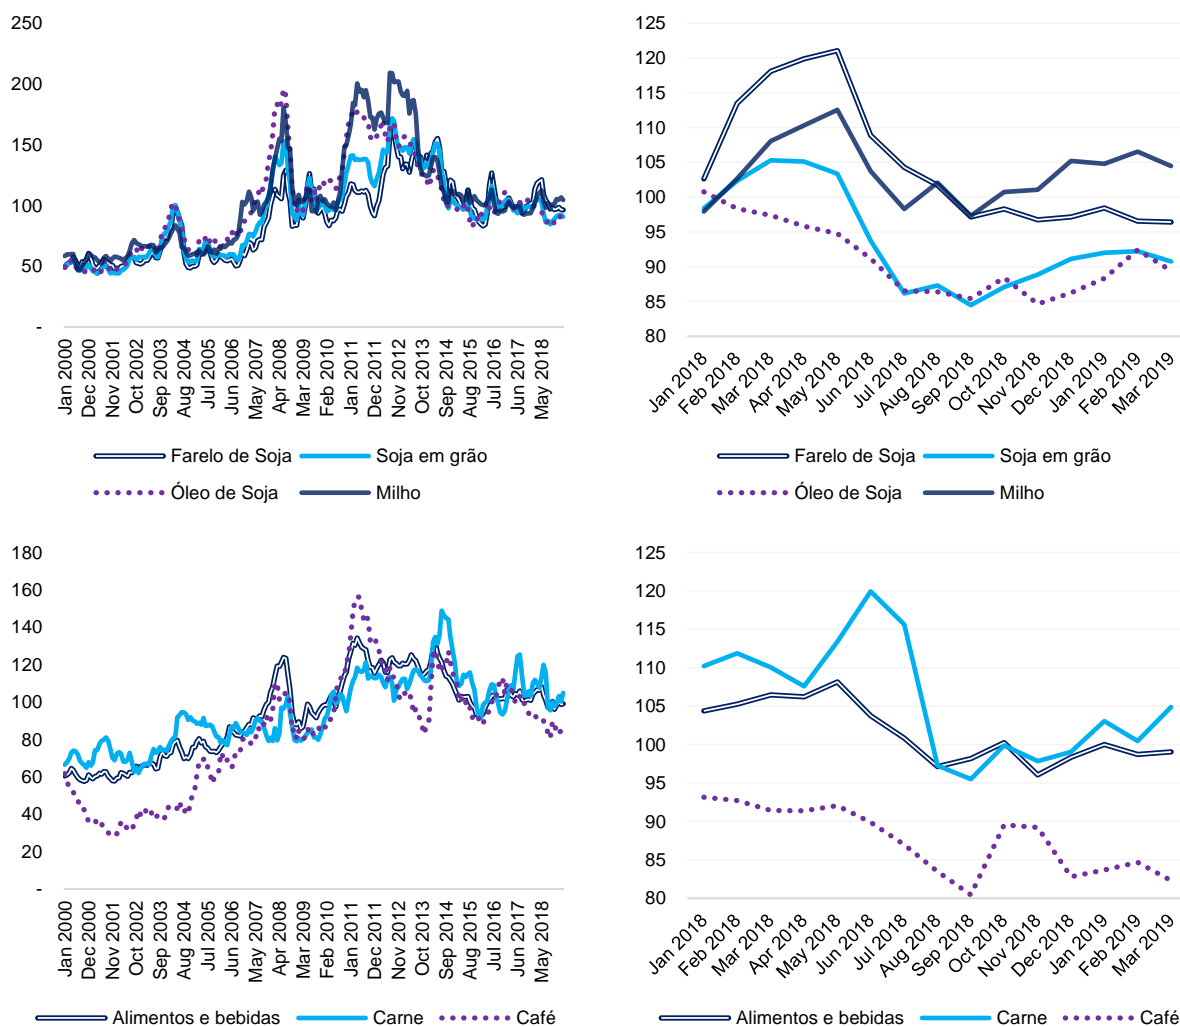 250
200
150
100
50
-
Jan 2000
Dec 2000
Nov 2001
Oct 2002
Sep 2003
Aug 2004
Jul 2005
Jun 2006
May 2007
Apr 2008
Mar 2009
Feb 2010
Jan 2011
Dec 2011
Nov 2012
Oct 2013
Sep 2014
Aug 2015
Jul 2016
Jun 2017
May 2018
Farelo de Soja
Soja em grão
Óleo de Soja
Milho
125
120
115
110
105
100
95
90
85
80
Jan 2018
Feb 2018
Mar 2018
Apr 2018
May 2018
Jun 2018
Jul 2018
Aug 2018
Sep 2018
Oct 2018
Nov 2018
Dec 2018
Jan 2019
Feb 2019
Mar 2019
Farelo de Soja
Soja em grão
Óleo de Soja
Milho
180
160
140
120
100
80
60
40
20
-
Jan 2000
Dec 2000
Nov 2001
Oct 2002
Sep 2003
Aug 2004
Jul 2005
Jun 2006
May 2007
Apr 2008
Mar 2009
Feb 2010
Jan 2011
Dec 2011
Nov 2012
Oct 2013
Sep 2014
Aug 2015
Jul 2016
Jun 2017
May 2018
Alimentos e bebidas
Carne
Café
125
120
115
110
105
100
95
90
85
80
Jan 2018
Feb 2018
Mar 2018
Apr 2018
May 2018
Jun 2018
Jul 2018
Aug 2018
Sep 2018
Oct 2018
Nov 2018
Dec 2018
Jan 2019
Feb 2019
Mar 2019
Alimentos e bebidas
Carne
Café